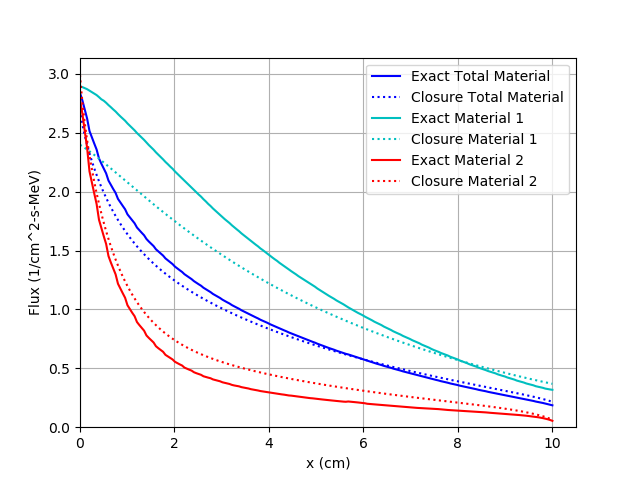 3.0
2.5
2.0
1.5
1.0
0.5
0.0
Flux (1/cm^2-s-MeV)
Exact Total Material
Closure Total Material
Exact Material 1
Closure Material 1
Exact Material 2
Closure Material 2
0 2 4 6 8 10
x (cm)